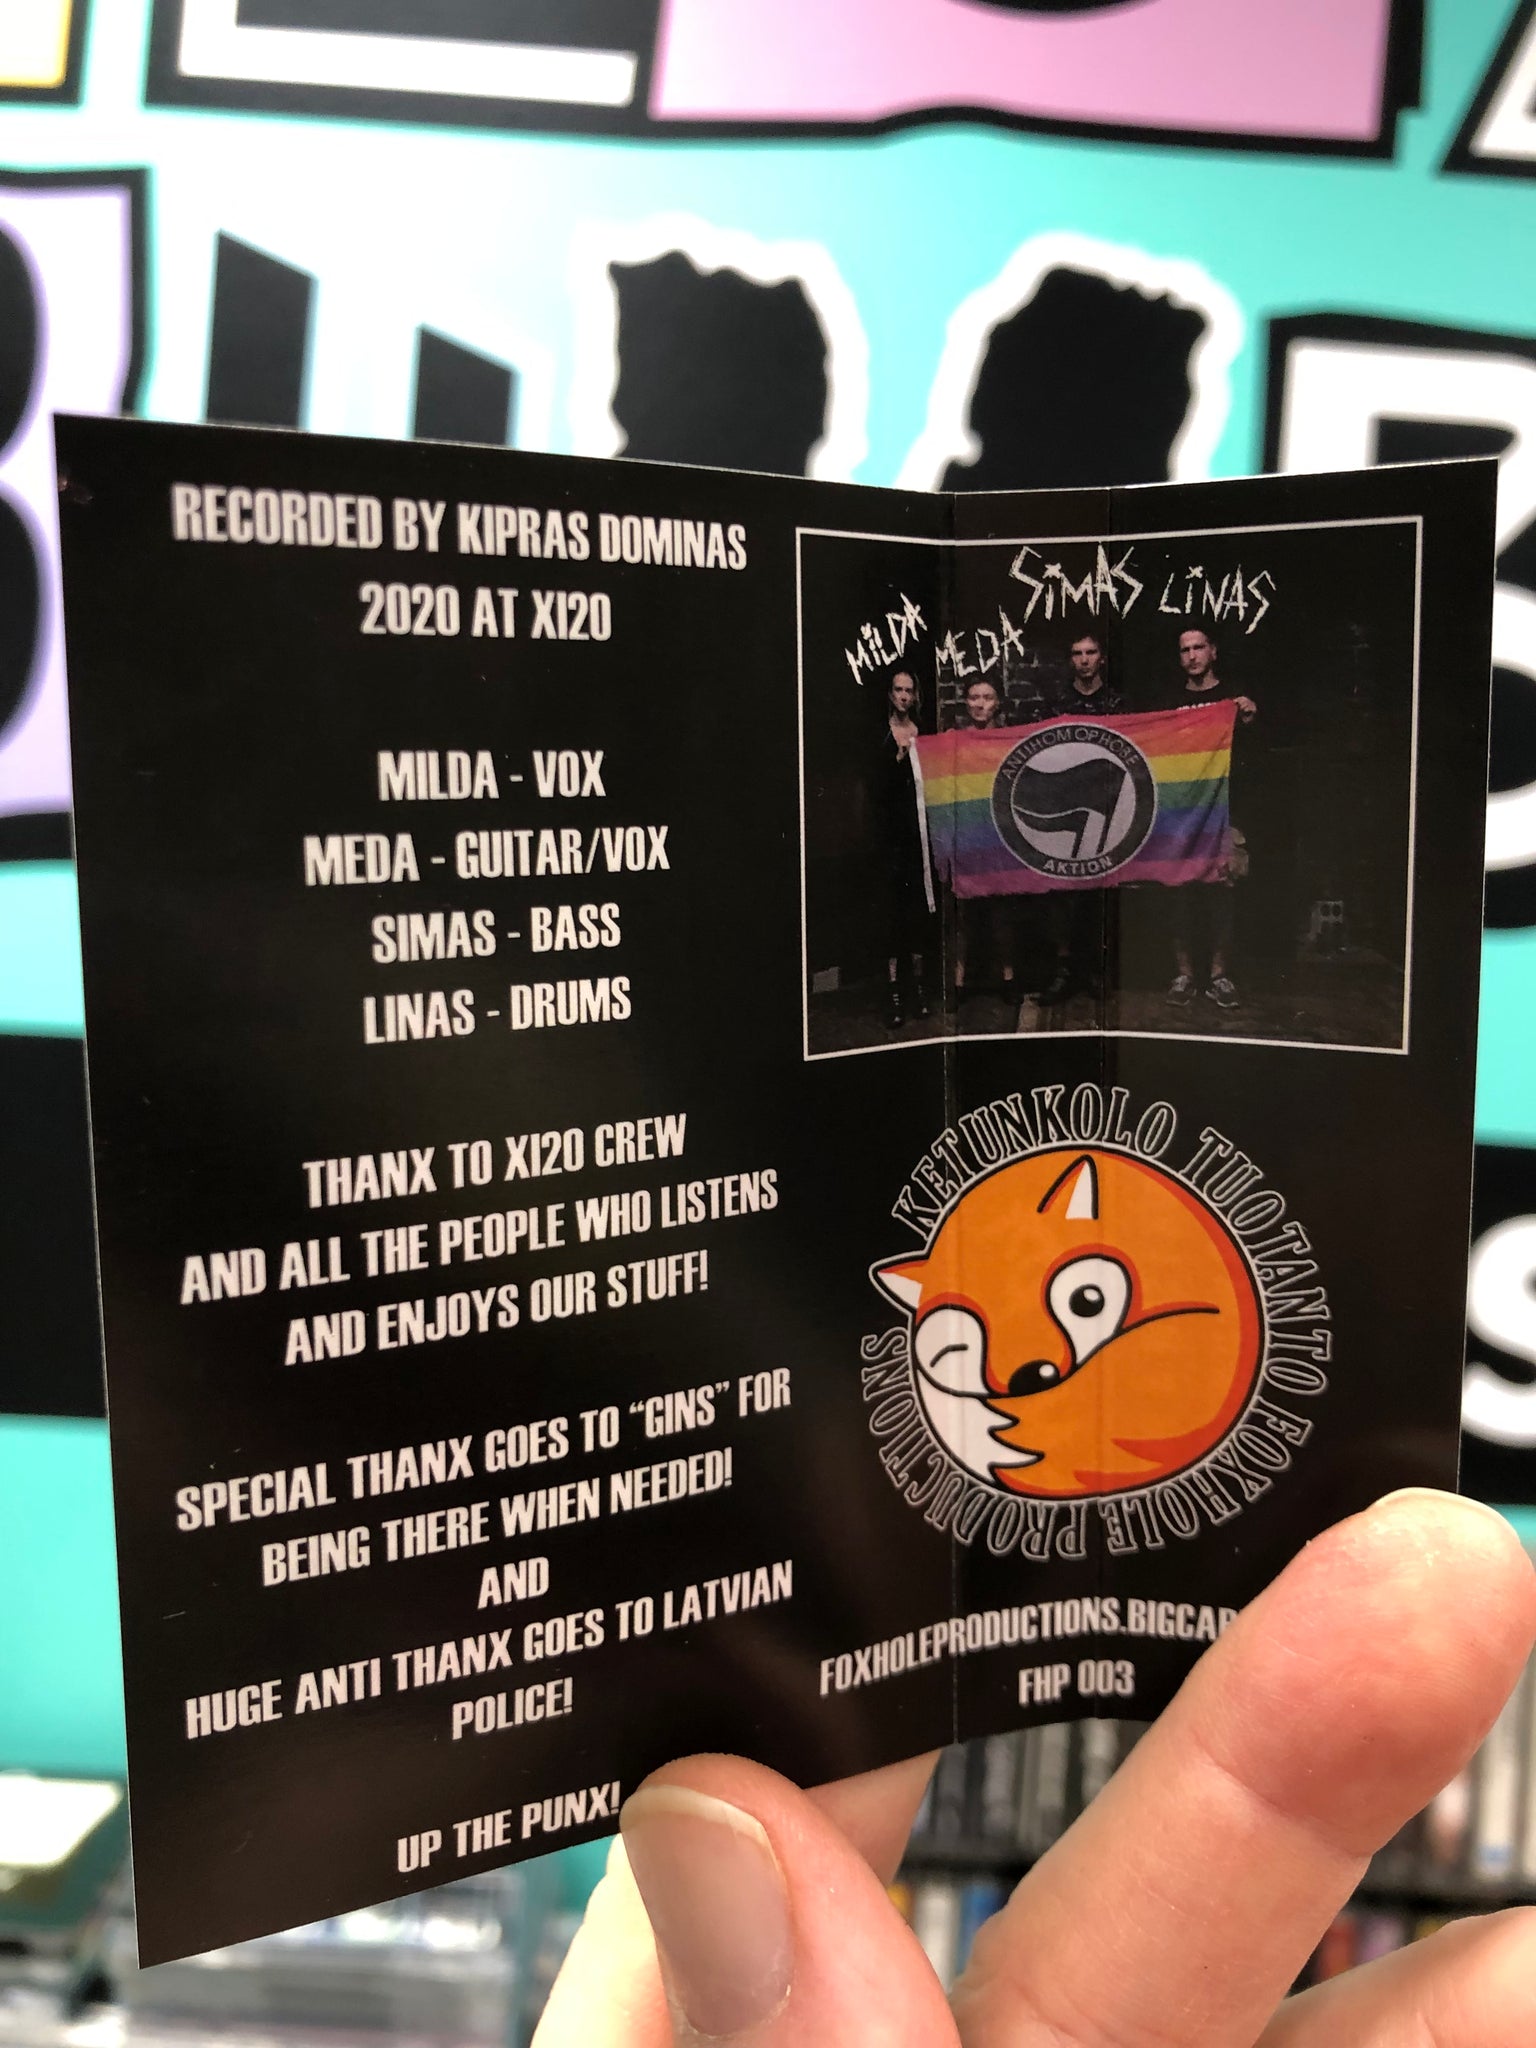 RECORDED BY KIPRAS DOMINAS
2020 AT XI20
MILDA - VOX
MEDA - GUITAR/VOX
SIMAS - BASS
LINAS - DRUMS
THANX TO XI20 CREW
AND ALL THE PEOPLE WHO LISTENS
AND ENJOYS OUR STUFF!
SPECIAL THANX GOES TO “GINS” FOR
BEING THERE WHEN NEEDED!
AND
HUGE ANTI THANX GOES TO LATVIAN
POLICE!
UP THE PUNX!
MILDA
MEDA
SIMAS
LINAS
ANTIHOMOPHOBE
AKTION
KETUNKOLO TUOTANTO
FOXHOLE PRODUCTIONS
FOXHOLEPRODUCTIONS.BIGCAR
FHP 003